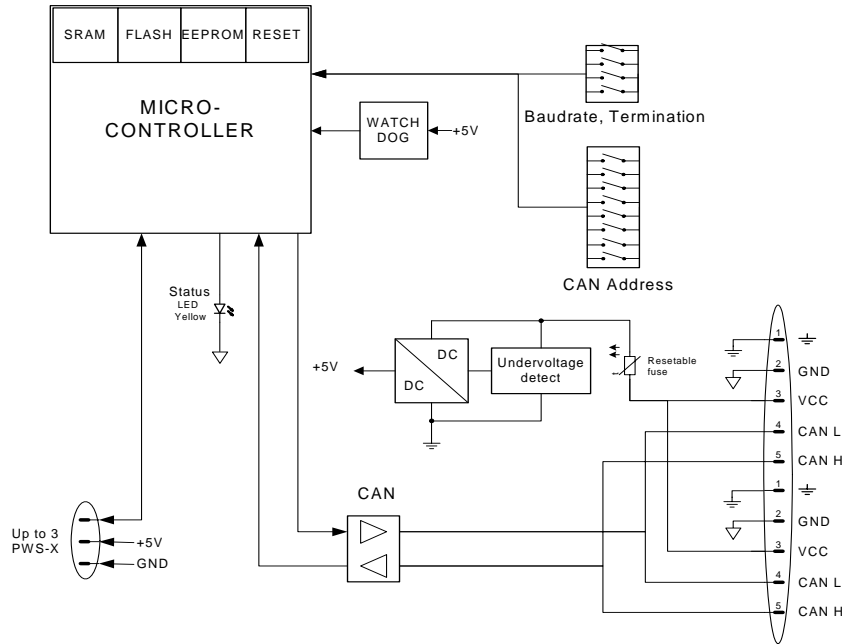 SRAM FLASH EEPROM RESET
MICRO-
CONTROLLER
WATCH
DOG
+5V
Baudrate, Termination
CAN Address
Status
LED
Yellow
+5V
DC
DC
Undervoltage
detect
Resetable
fuse
1
2 GND
3 VCC
4 CAN L
5 CAN H
1
2 GND
3 VCC
4 CAN L
5 CAN H
CAN
Up to 3
PWS-X
+5V
GND